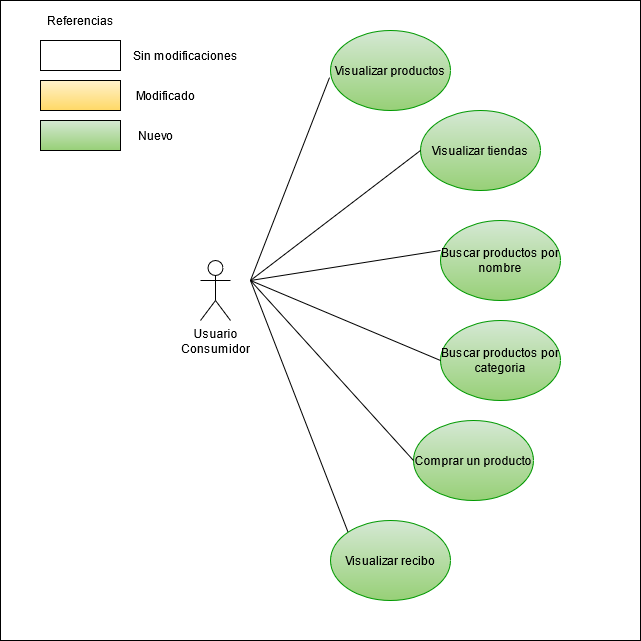 Referencias
Sin modificaciones
Modificado
Nuevo
Visualizar productos
Visualizar tiendas
Buscar productos por
nombre
Buscar productos por
categoria
Comprar un producto
Visualizar recibo
Usuario
Consumidor